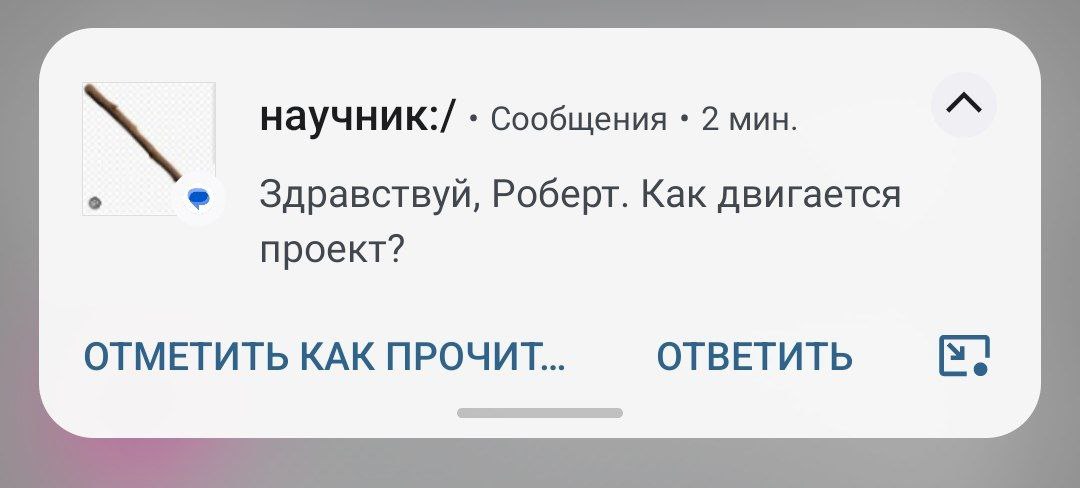 научник:/ • Сообщения • 2 мин.
Здравствуй, Роберт. Как двигается
проект?
ОТМЕТИТЬ КАК ПРОЧИТ... ОТВЕТИТЬ